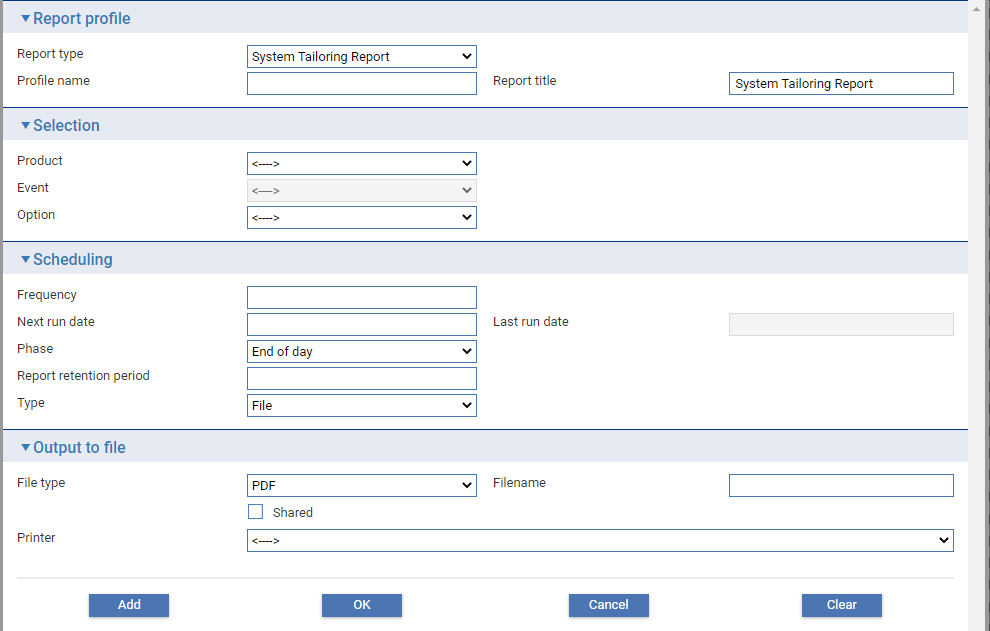 Report profile
Report type System Tailoring Report
Profile name Report title System Tailoring Report
Selection
Product <---->
Event <---->
Option <---->
Scheduling
Frequency
Next run date Last run date
Phase End of day
Report retention period
Type File
Output to file
File type PDF Filename
Shared
Printer <---->
Add OK Cancel Clear